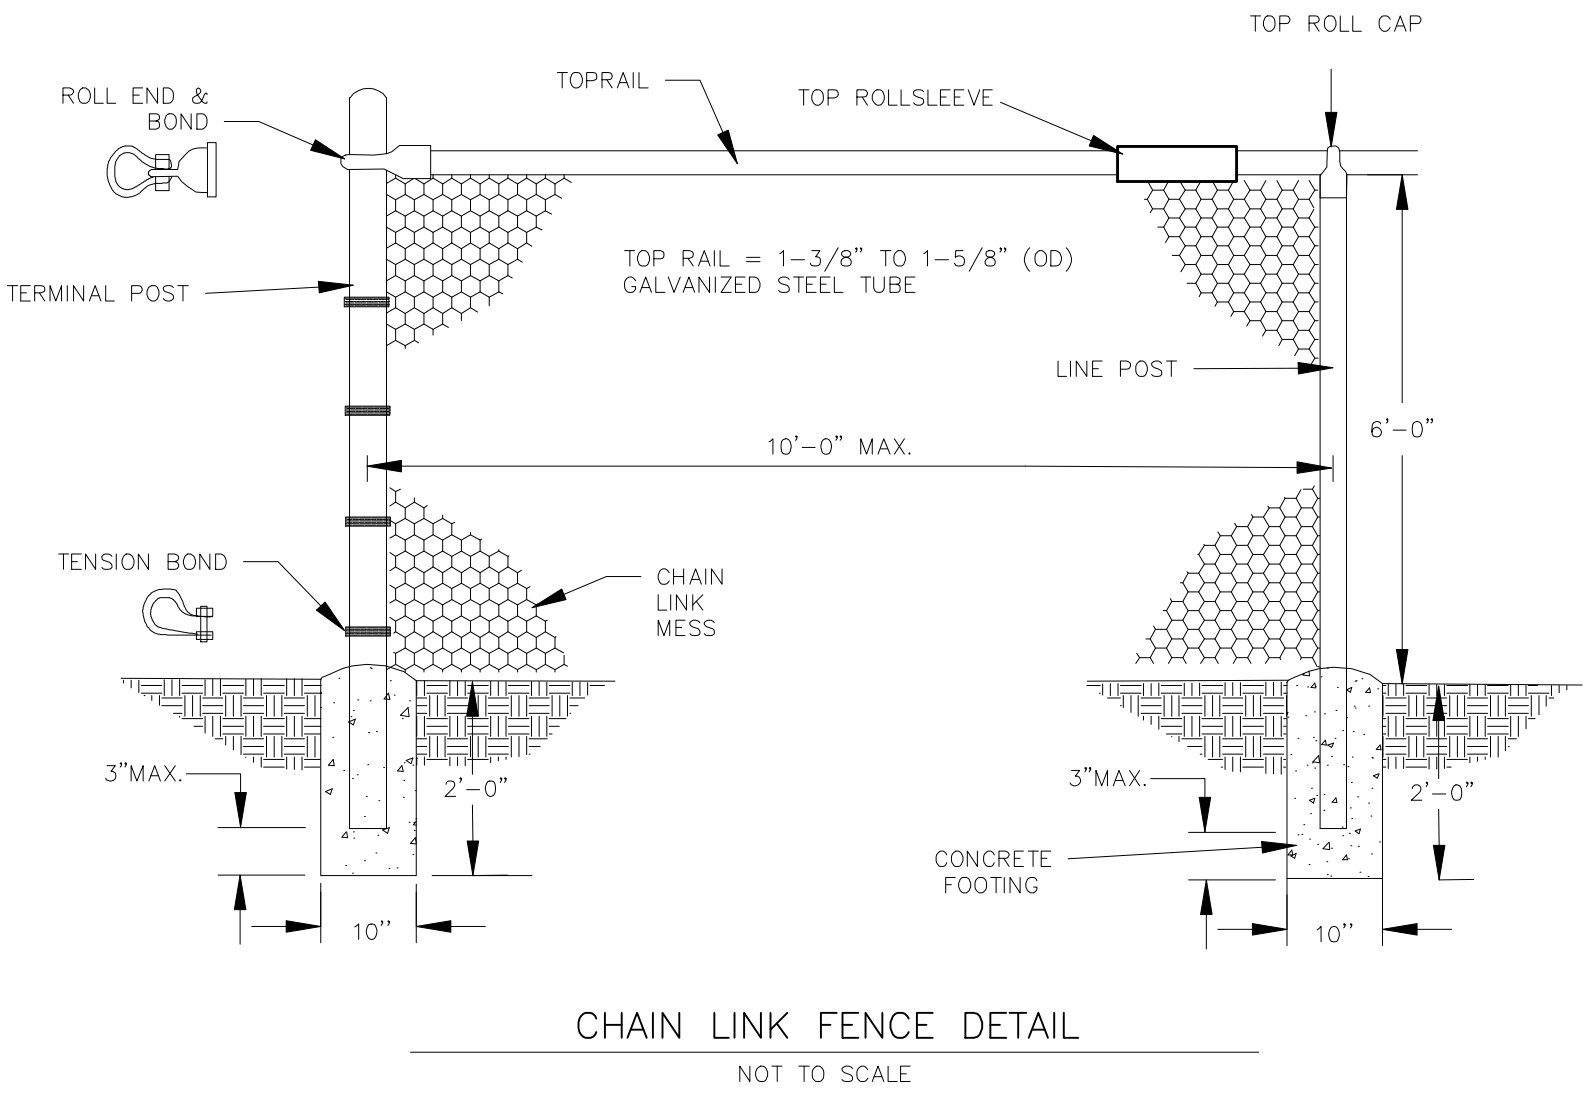 TOP ROLL CAP
ROLL END &
BOND
TOPRAIL
TOP ROLLSLEEVE
TOP RAIL = 1-3/8" TO 1-5/8" (OD)
GALVANIZED STEEL TUBE
TERMINAL POST
LINE POST
6'-0"
10'-0" MAX.
TENSION BOND
CHAIN
LINK
MESS
3"MAX.
2'-0"
3"MAX.
2'-0"
CONCRETE
FOOTING
10''
10''
CHAIN LINK FENCE DETAIL
NOT TO SCALE